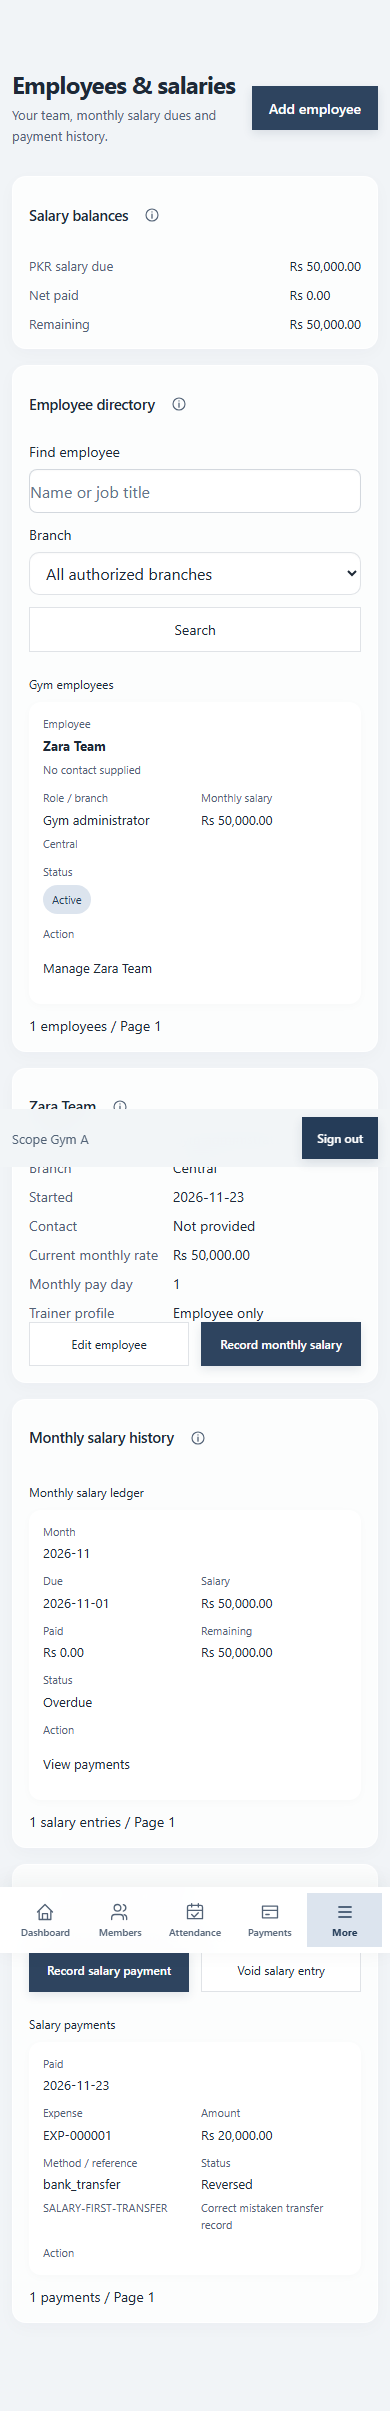 Employees & salaries
Your team, monthly salary dues and
payment history.
Add employee
Salary balances
PKR salary due Rs 50,000.00
Net paid Rs 0.00
Remaining Rs 50,000.00
Employee directory
Find employee
Name or job title
Branch
All authorized branches
Search
Gym employees
Employee
Zara Team
No contact supplied
Role / branch Monthly salary
Gym administrator Rs 50,000.00
Central
Status
Active
Action
Manage Zara Team
1 employees / Page 1
Zara Team
Scope Gym A Sign out
Branch Central
Started 2026-11-23
Contact Not provided
Current monthly rate Rs 50,000.00
Monthly pay day 1
Trainer profile Employee only
Edit employee Record monthly salary
Monthly salary history
Monthly salary ledger
Month
2026-11
Due Salary
2026-11-01 Rs 50,000.00
Paid Remaining
Rs 0.00 Rs 50,000.00
Status
Overdue
Action
View payments
1 salary entries / Page 1
Dashboard Members Attendance Payments More
Record salary payment Void salary entry
Salary payments
Paid
2026-11-23
Expense Amount
EXP-000001 Rs 20,000.00
Method / reference Status
bank_transfer Reversed
SALARY-FIRST-TRANSFER Correct mistaken transfer
record
Action
1 payments / Page 1